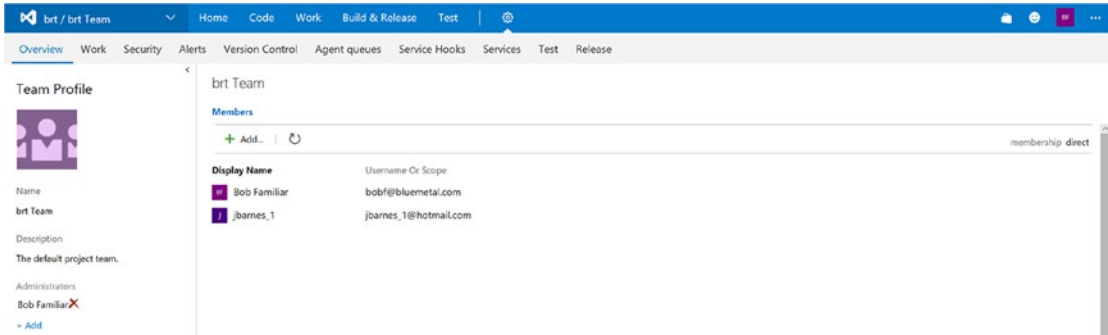 brt / brt Team Home Code Work Build & Release Test BF ...
Overview Work Security Alerts Version Control Agent queues Service Hooks Services Test Release
Team Profile
Name
brt Team
Description
The default project team.
Administrators
Bob Familiar
+ Add
brt Team
Members
+ Add...
membership direct
Display Name Username Or Scope
BF Bob Familiar bobf@bluemetal.com
J jbarnes_1 jbarnes_1@hotmail.com